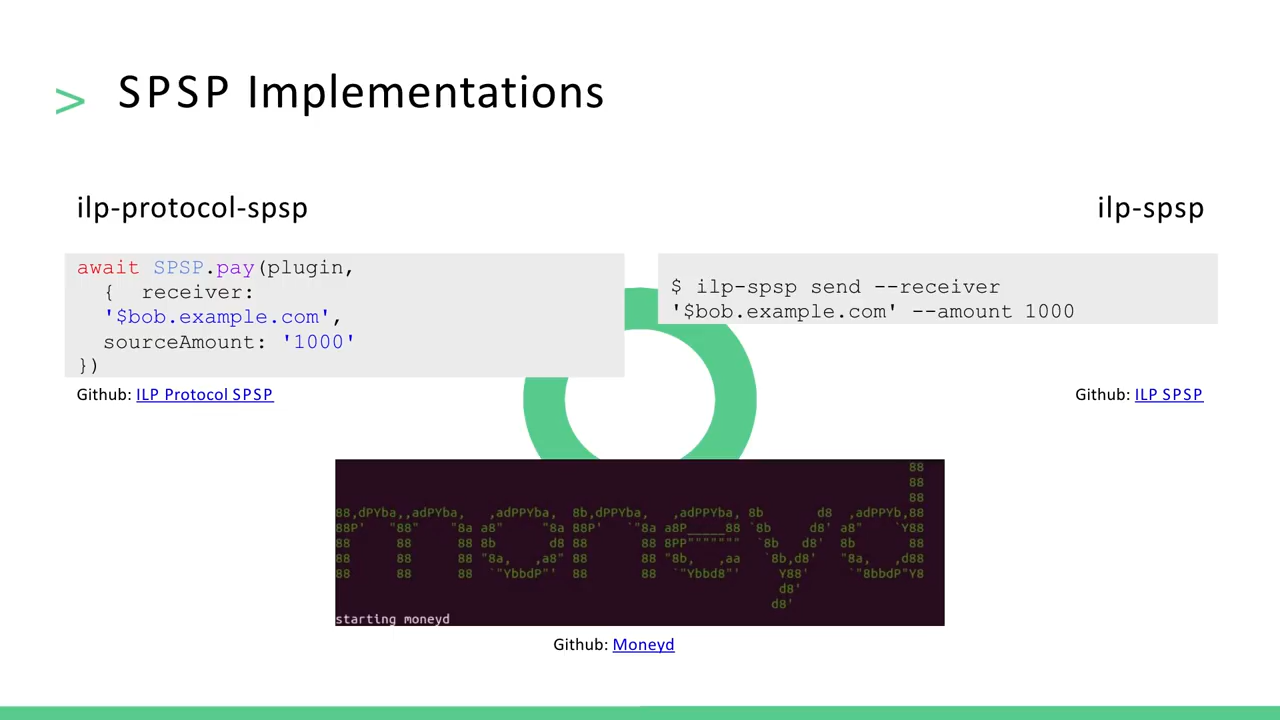 > SPSP Implementations
ilp-protocol-spsp
await SPSP.pay(plugin,
{ receiver:
'$bob.example.com',
sourceAmount: '1000'
})
Github: ILP Protocol SPSP
ilp-spsp
$ ilp-spsp send --receiver
'$bob.example.com' --amount 1000
Github: ILP SPSP
moneyd
starting moneyd
Github: Moneyd